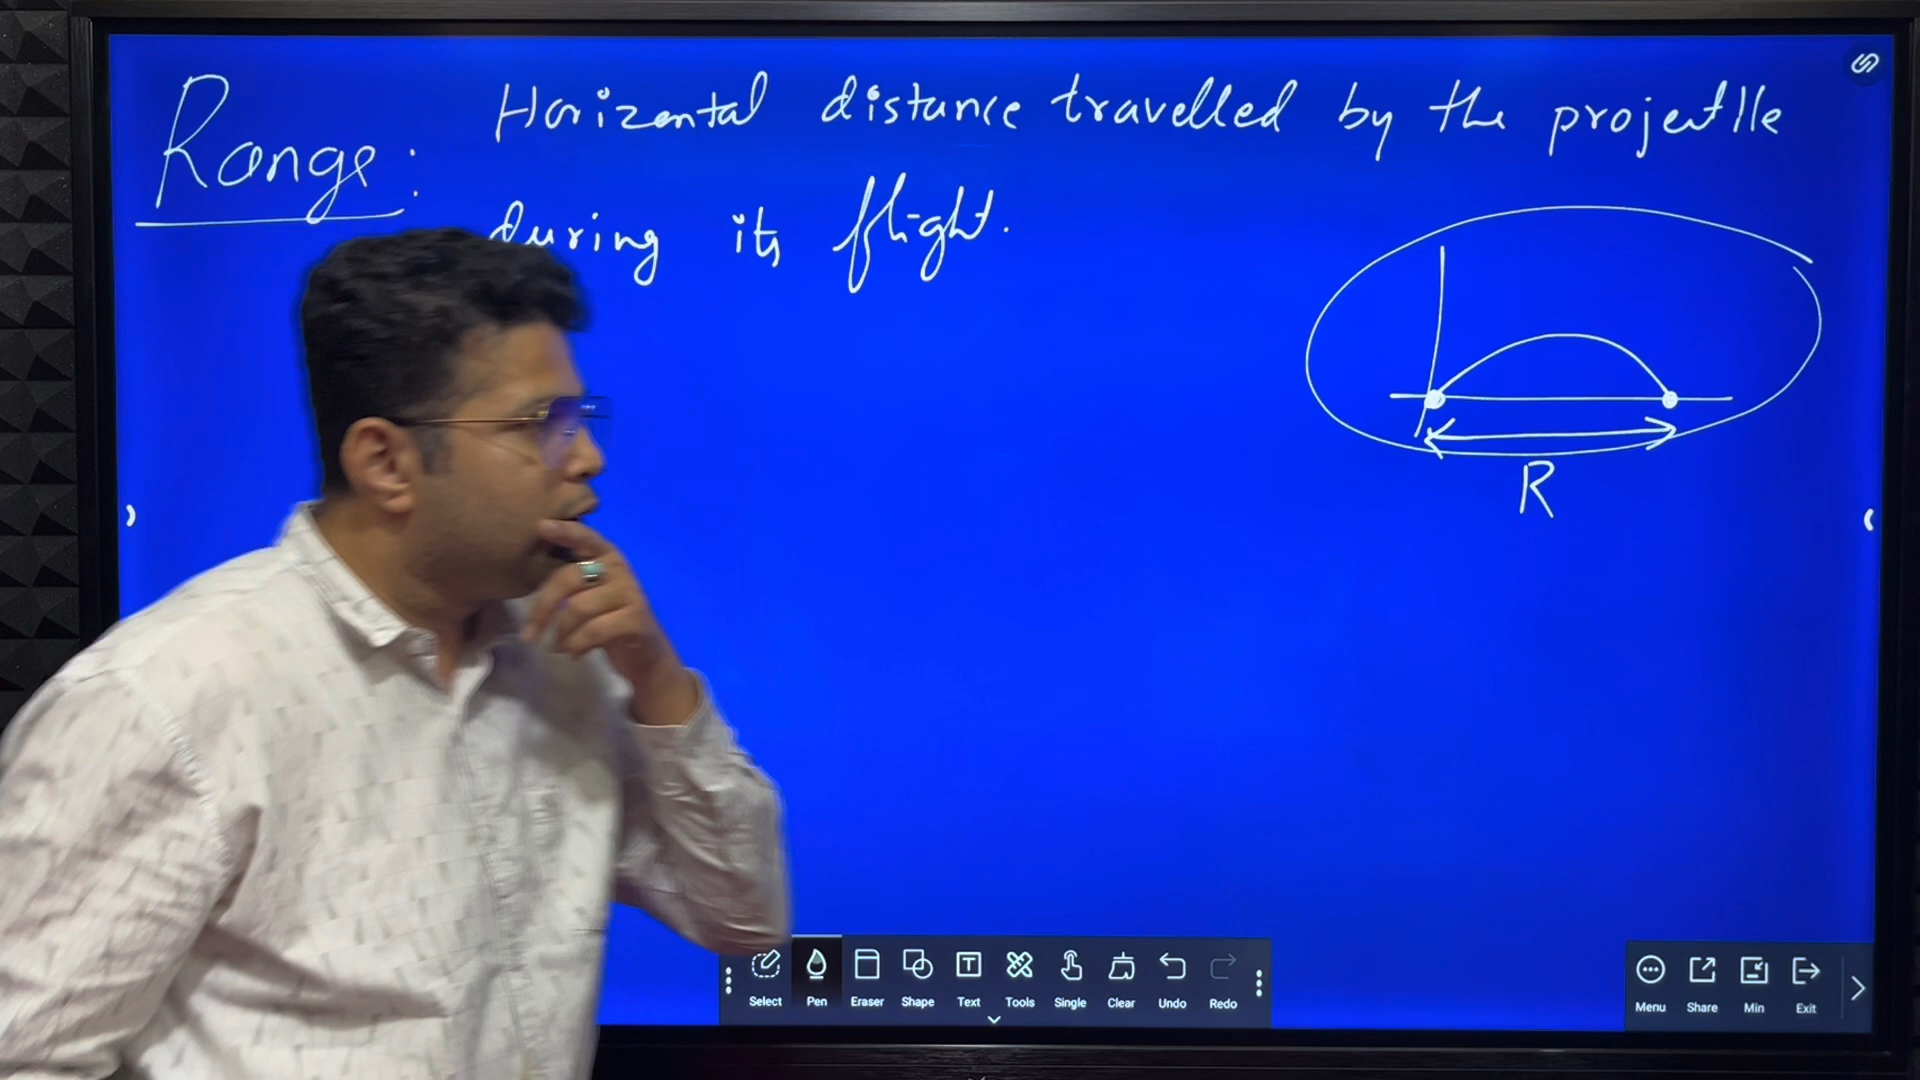 Range: Horizental distance travelled by the projectile
during its flight.
R
Select Pen Eraser Shape Text Tools Single Clear Undo Redo
Menu Share Min Exit